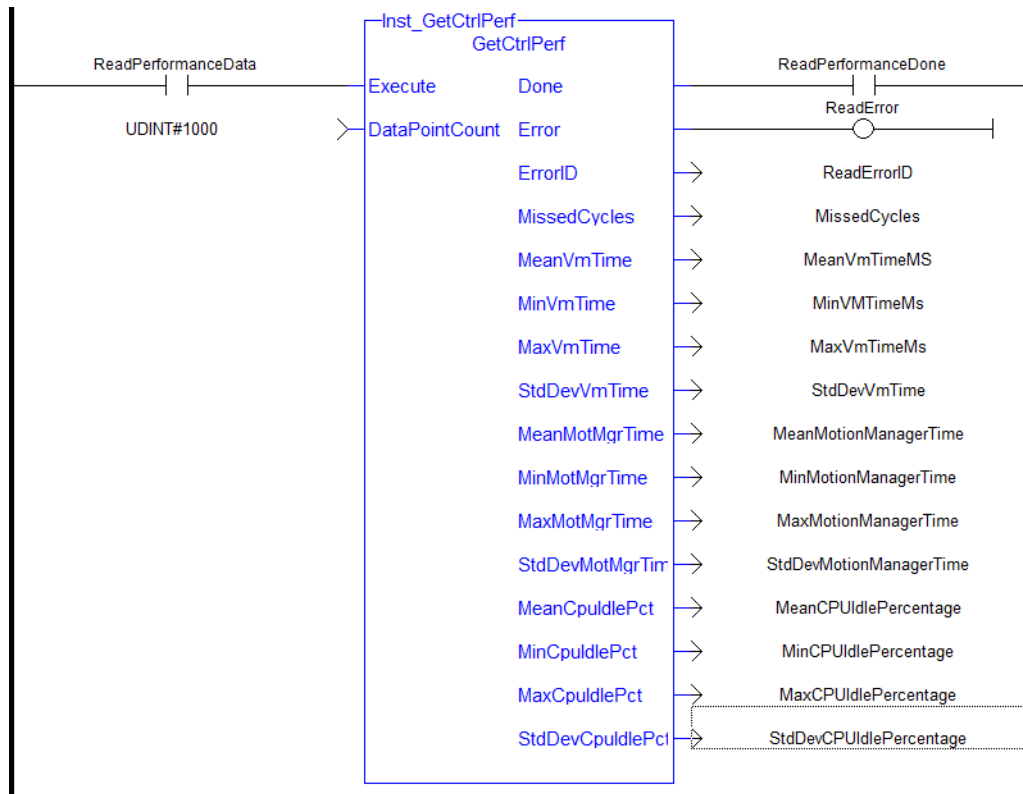 Inst_GetCtrlPerf
GetCtrlPerf
ReadPerformanceData
Execute
Done
ReadPerformanceDone
UDINT#1000
DataPointCount
Error
ReadError
ErrorID
ReadErrorID
MissedCycles
MissedCycles
MeanVmTime
MeanVmTimeMS
MinVmTime
MinVMTimeMs
MaxVmTime
MaxVmTimeMs
StdDevVmTime
StdDevVmTime
MeanMotMgrTime
MeanMotionManagerTime
MinMotMgrTime
MinMotionManagerTime
MaxMotMgrTime
MaxMotionManagerTime
StdDevMotMgrTim
StdDevMotionManagerTime
MeanCpuIdlePct
MeanCPUIdlePercentage
MinCpuIdlePct
MinCPUIdlePercentage
MaxCpuIdlePct
MaxCPUIdlePercentage
StdDevCpuIdlePct
StdDevCPUIdlePercentage